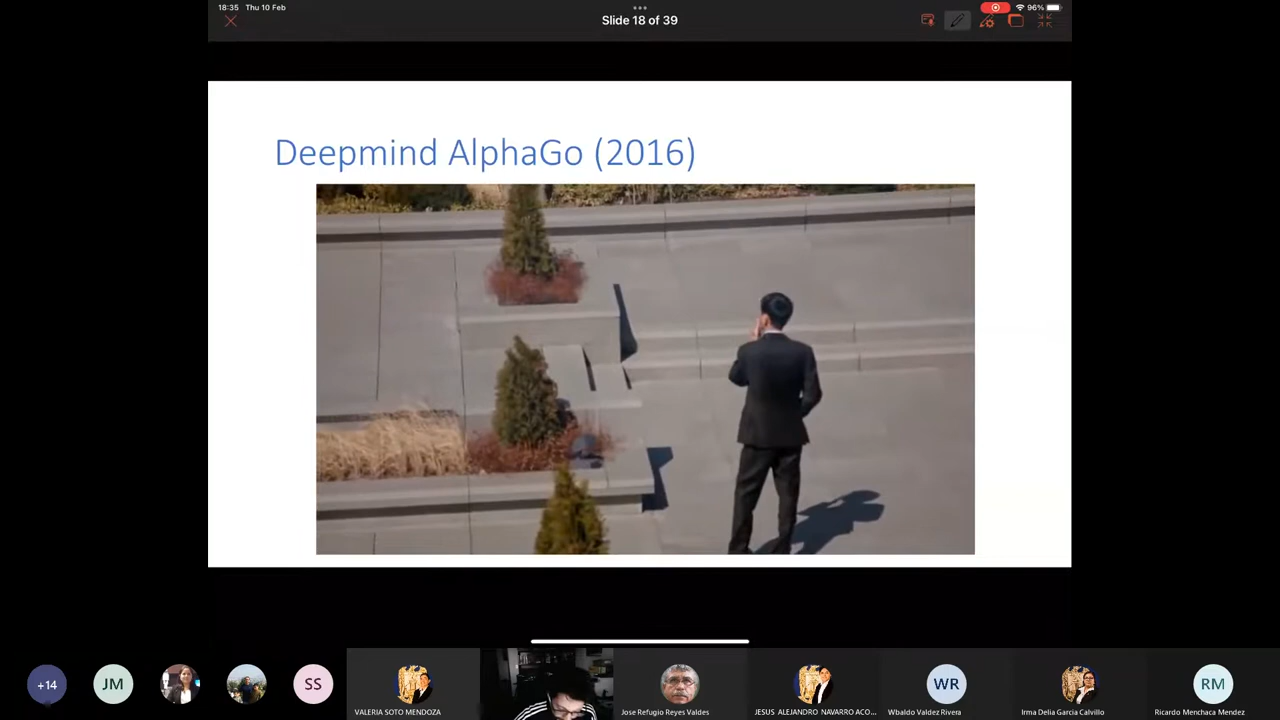 18:35 Thu 10 Feb
96%
Slide 18 of 39
Deepmind AlphaGo (2016)
+14
JM
SS
WR
RM
VALERIA SOTO MENDOZA
Jose Refugio Reyes Valdes
JESUS ALEJANDRO NAVARRO ACO...
Wbaldo Valdez Rivera
Irma Delia Garcia Calvillo
Ricardo Menchaca Mendez